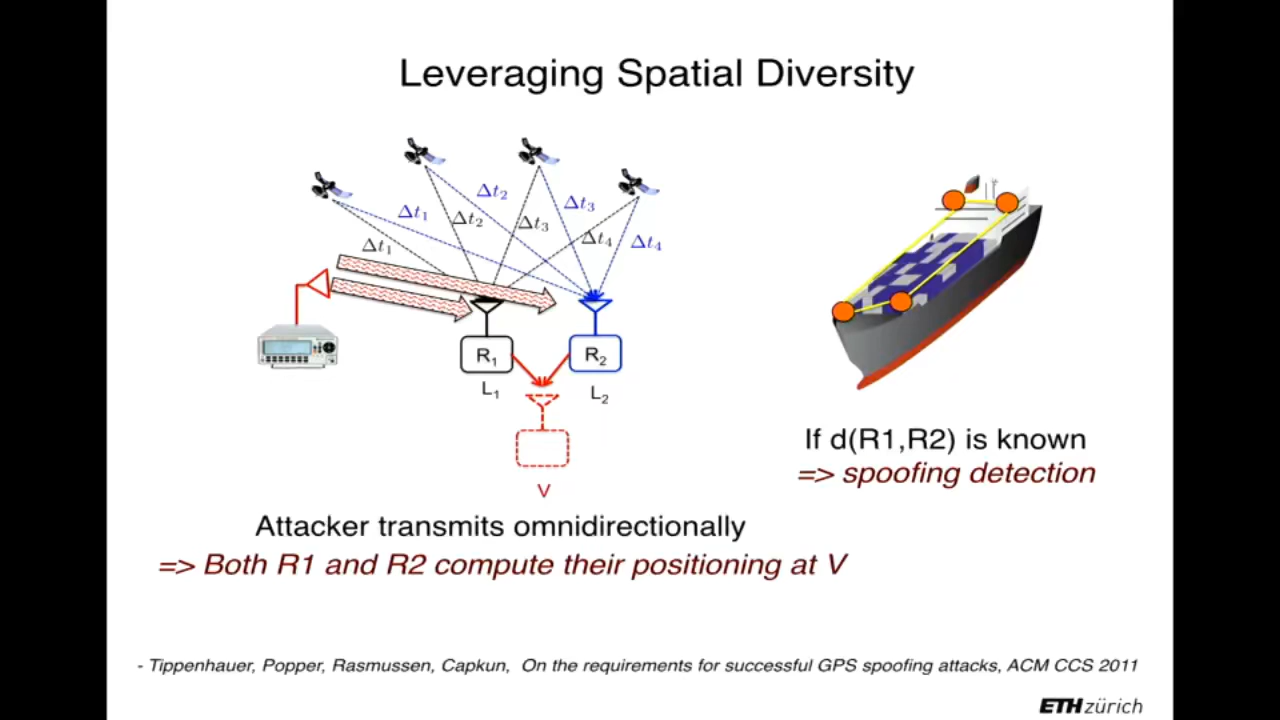 Leveraging Spatial Diversity
Δt₁
Δt₂
Δt₂
Δt₃
Δt₃
Δt₄
Δt₄
Δt₁
R₁
R₂
L₁
L₂
V
If d(R1,R2) is known
=> spoofing detection
Attacker transmits omnidirectionally
=> Both R1 and R2 compute their positioning at V
- Tippenhauer, Popper, Rasmussen, Capkun, On the requirements for successful GPS spoofing attacks, ACM CCS 2011
ETH zürich